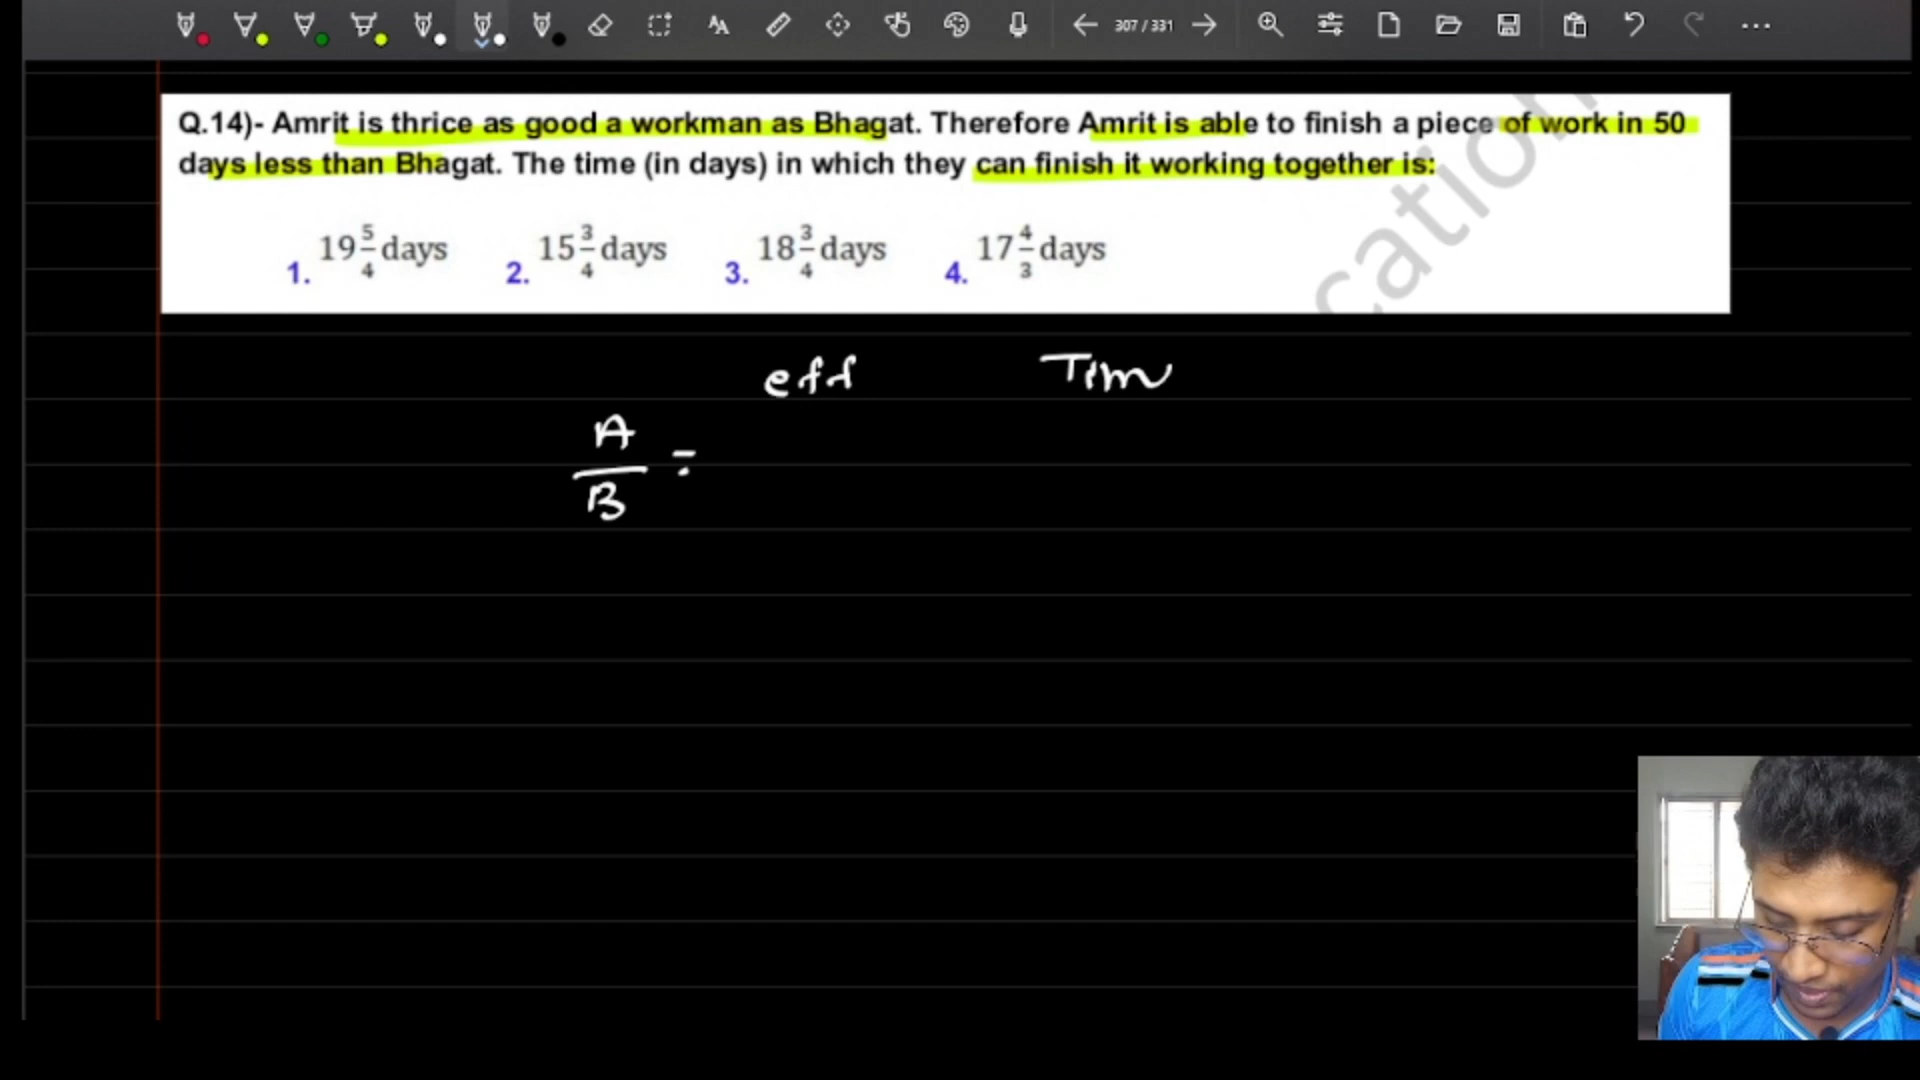 307 / 331
Q.14)- Amrit is thrice as good a workman as Bhagat. Therefore Amrit is able to finish a piece of work in 50
days less than Bhagat. The time (in days) in which they can finish it working together is:
1. 19 5/4 days 2. 15 3/4 days 3. 18 3/4 days 4. 17 4/3 days
cation
eff Tim
A/B =